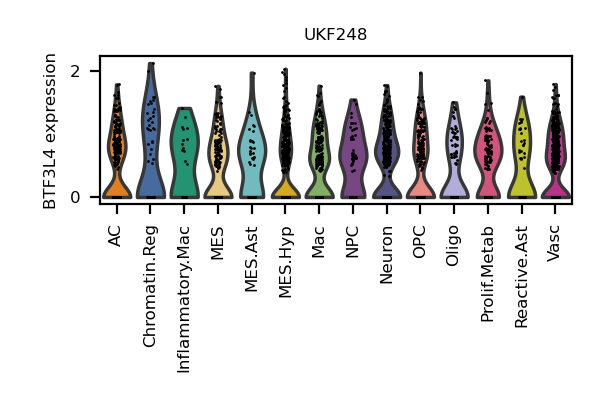 UKF248
BTF3L4 expression
2
0
AC
Chromatin.Reg
Inflammatory.Mac
MES
MES.Ast
MES.Hyp
Mac
NPC
Neuron
OPC
Oligo
Prolif.Metab
Reactive.Ast
Vasc